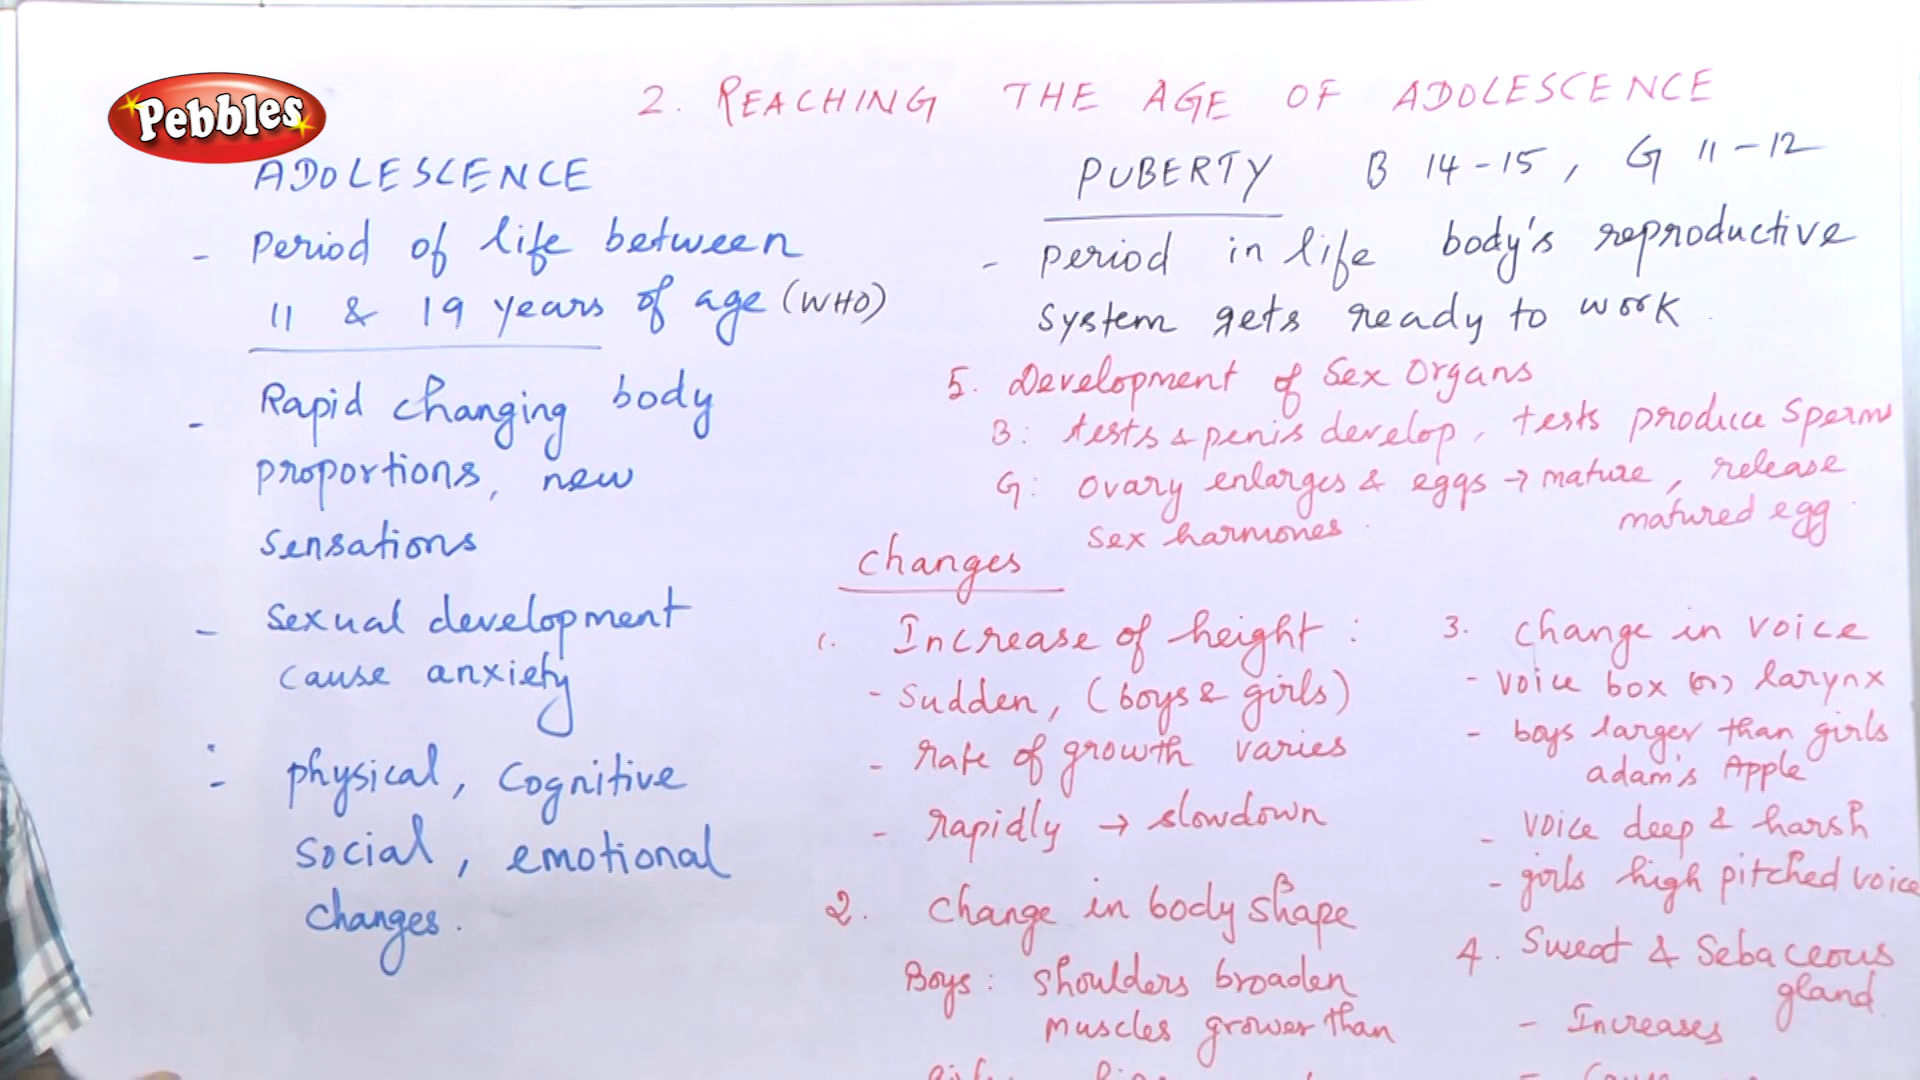 Pebbles
2. REACHING THE AGE OF ADOLESCENCE
ADOLESCENCE
- Period of life between
11 & 19 years of age (WHO)
- Rapid changing body
proportions, new
sensations
- Sexual development
cause anxiety
- physical, cognitive
social, emotional
changes.
PUBERTY B 14-15, G 11-12
- period in life body's reproductive
system gets ready to work
5. Development of Sex Organs
B: tests & penis develop, tests produce sperms
G: ovary enlarges & eggs → mature, release
matured egg
sex harmones
changes
1. Increase of height :
- Sudden, (boys & girls)
- rate of growth varies
- rapidly → slowdown
2. change in body shape
Boys: shoulders broaden
muscles grower than
3. change in voice
- voice box (or) larynx
- boys larger than girls
adam's Apple
- voice deep & harsh
- girls high pitched voice
4. Sweat & Sebaceous
gland
- Increases